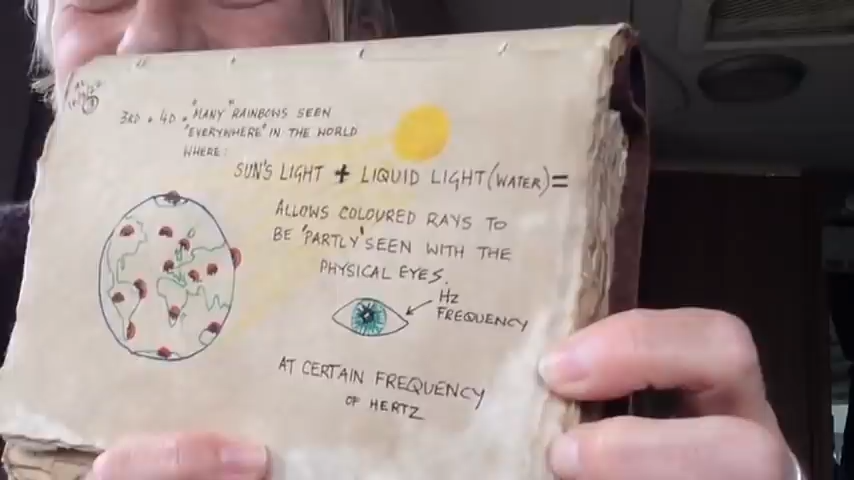 3RD + 4D = "MANY" RAINBOWS SEEN
"EVERYWHERE" IN THE WORLD
WHERE:
SUN'S LIGHT + LIQUID LIGHT (WATER) =
ALLOWS COLOURED RAYS TO
BE 'PARTLY' SEEN WITH THE
PHYSICAL EYES.
HZ
FREQUENCY
AT CERTAIN FREQUENCY
OF HERTZ